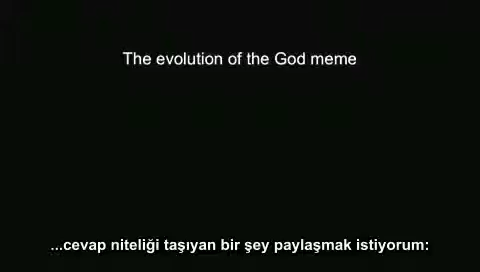 The evolution of the God meme
...cevap niteliği taşıyan bir şey paylaşmak istiyorum: